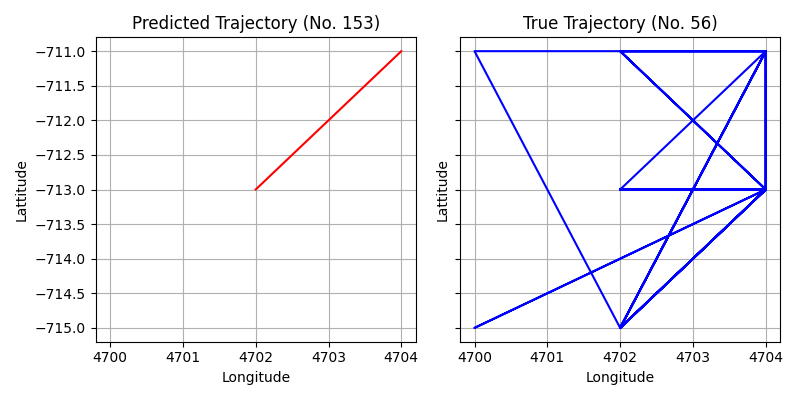 Predicted Trajectory (No. 153)
True Trajectory (No. 56)
−711.0
−711.5
−712.0
−712.5
−713.0
−713.5
−714.0
−714.5
−715.0
Lattitude
Lattitude
4700 4701 4702 4703 4704
4700 4701 4702 4703 4704
Longitude
Longitude